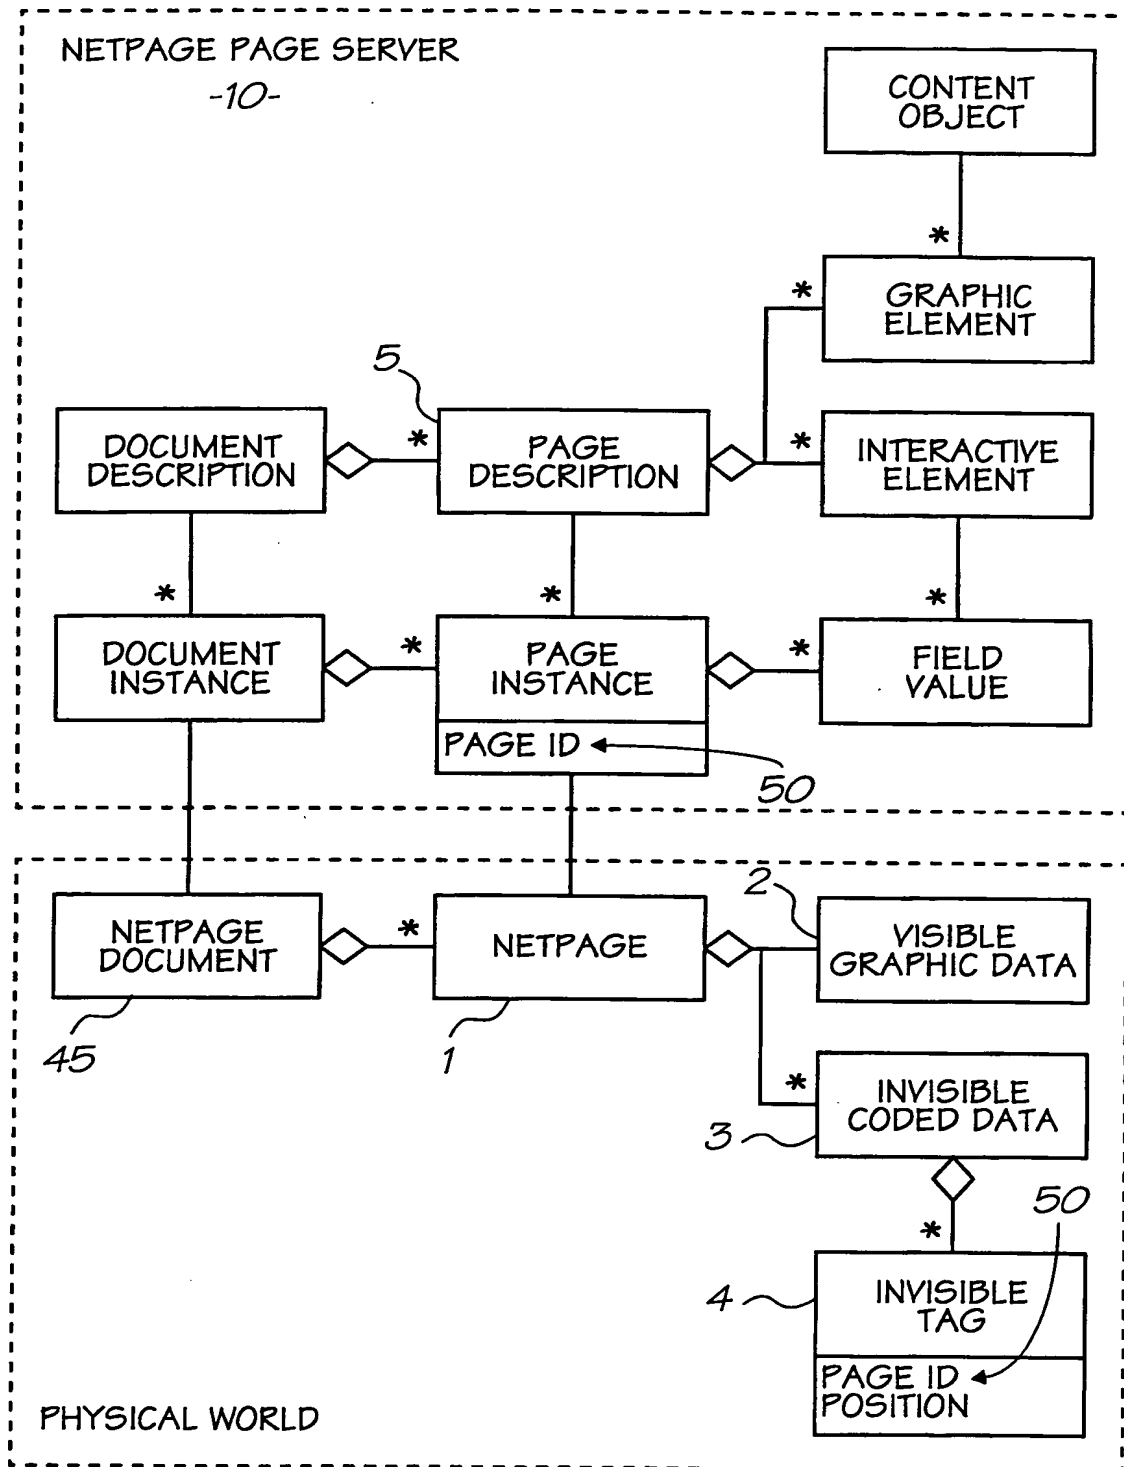 NETPAGE PAGE SERVER
-10-
CONTENT
OBJECT
*
*
GRAPHIC
ELEMENT
5
DOCUMENT
DESCRIPTION
*
PAGE
DESCRIPTION
*
INTERACTIVE
ELEMENT
*
*
*
DOCUMENT
INSTANCE
*
PAGE
INSTANCE
*
FIELD
VALUE
PAGE ID
50
2
NETPAGE
DOCUMENT
*
NETPAGE
VISIBLE
GRAPHIC DATA
45
1
*
INVISIBLE
CODED DATA
3
50
*
4
INVISIBLE
TAG
PAGE ID
POSITION
PHYSICAL WORLD